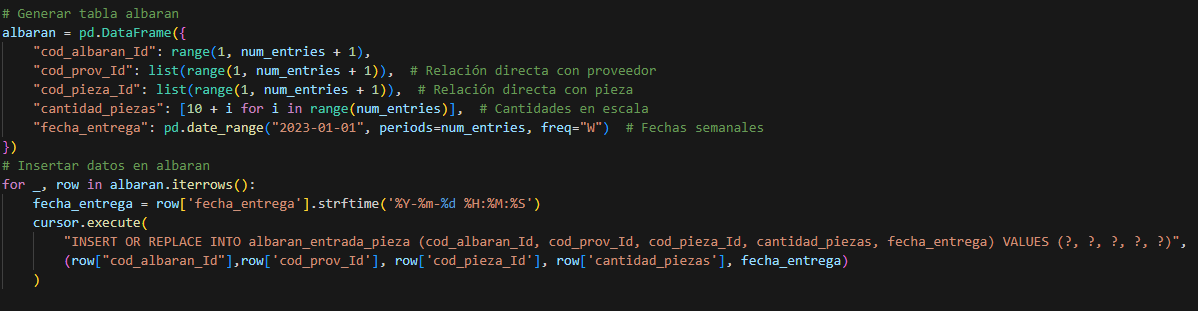 # Generar tabla albaran
albaran = pd.DataFrame({
    "cod_albaran_Id": range(1, num_entries + 1),
    "cod_prov_Id": list(range(1, num_entries + 1)),  # Relación directa con proveedor
    "cod_pieza_Id": list(range(1, num_entries + 1)),  # Relación directa con pieza
    "cantidad_piezas": [10 + i for i in range(num_entries)],  # Cantidades en escala
    "fecha_entrega": pd.date_range("2023-01-01", periods=num_entries, freq="W")  # Fechas semanales
})
# Insertar datos en albaran
for _, row in albaran.iterrows():
    fecha_entrega = row['fecha_entrega'].strftime('%Y-%m-%d %H:%M:%S')
    cursor.execute(
        "INSERT OR REPLACE INTO albaran_entrada_pieza (cod_albaran_Id, cod_prov_Id, cod_pieza_Id, cantidad_piezas, fecha_entrega) VALUES (?, ?, ?, ?, ?)",
        (row["cod_albaran_Id"],row['cod_prov_Id'], row['cod_pieza_Id'], row['cantidad_piezas'], fecha_entrega)
    )